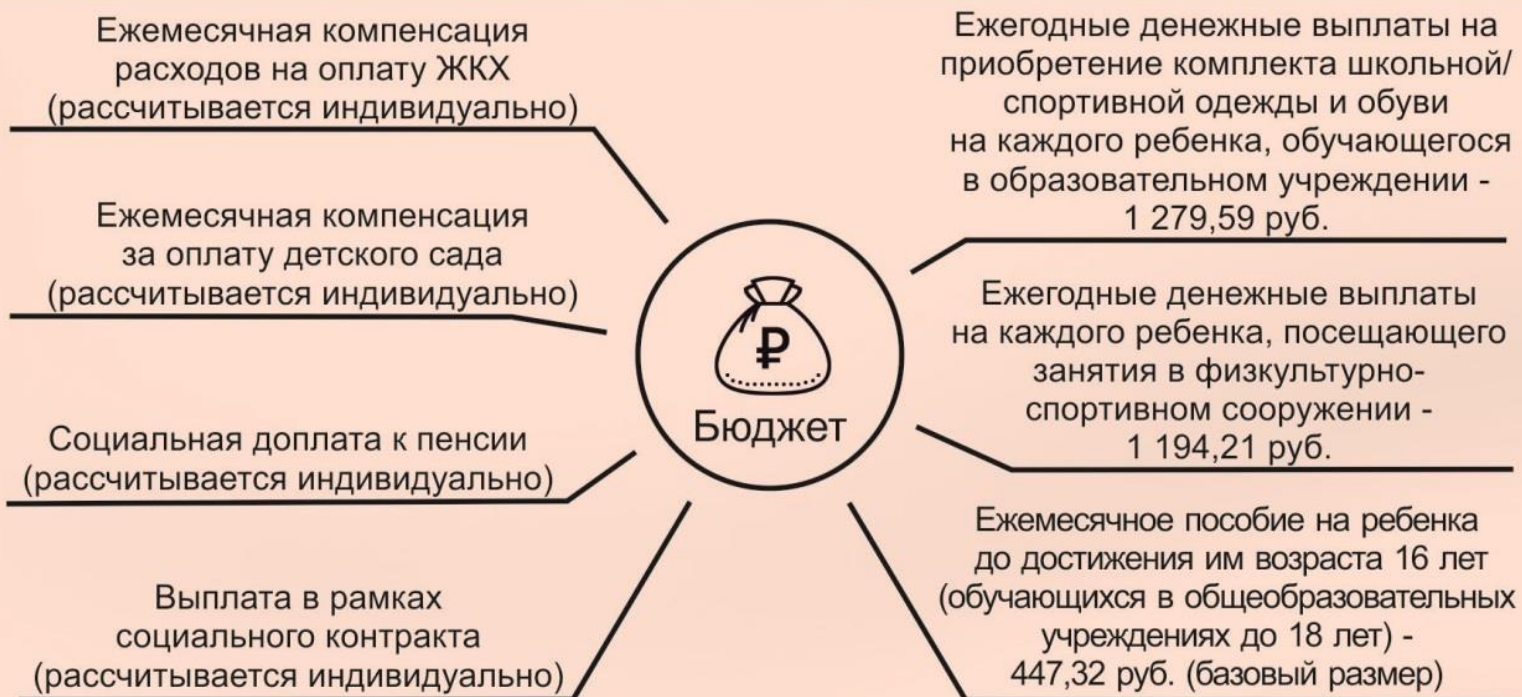 Ежемесячная компенсация
расходов на оплату ЖКХ
(рассчитывается индивидуально)
Ежемесячная компенсация
за оплату детского сада
(рассчитывается индивидуально)
Социальная доплата к пенсии
(рассчитывается индивидуально)
Выплата в рамках
социального контракта
(рассчитывается индивидуально)
₽
Бюджет
Ежегодные денежные выплаты на
приобретение комплекта школьной/
спортивной одежды и обуви
на каждого ребенка, обучающегося
в образовательном учреждении -
1 279,59 руб.
Ежегодные денежные выплаты
на каждого ребенка, посещающего
занятия в физкультурно-
спортивном сооружении -
1 194,21 руб.
Ежемесячное пособие на ребенка
до достижения им возраста 16 лет
(обучающихся в общеобразовательных
учреждениях до 18 лет) -
447,32 руб. (базовый размер)